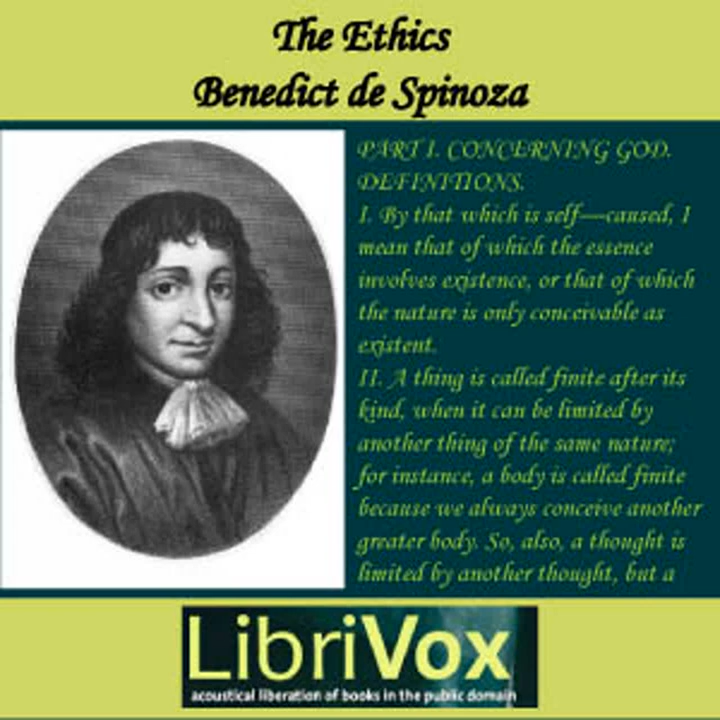 The Ethics
Benedict de Spinoza
PART I. CONCERNING GOD.
DEFINITIONS.
I. By that which is self—caused, I
mean that of which the essence
involves existence, or that of which
the nature is only conceivable as
existent.
II. A thing is called finite after its
kind, when it can be limited by
another thing of the same nature;
for instance, a body is called finite
because we always conceive another
greater body. So, also, a thought is
limited by another thought, but a
LibriVox
acoustical liberation of books in the public domain